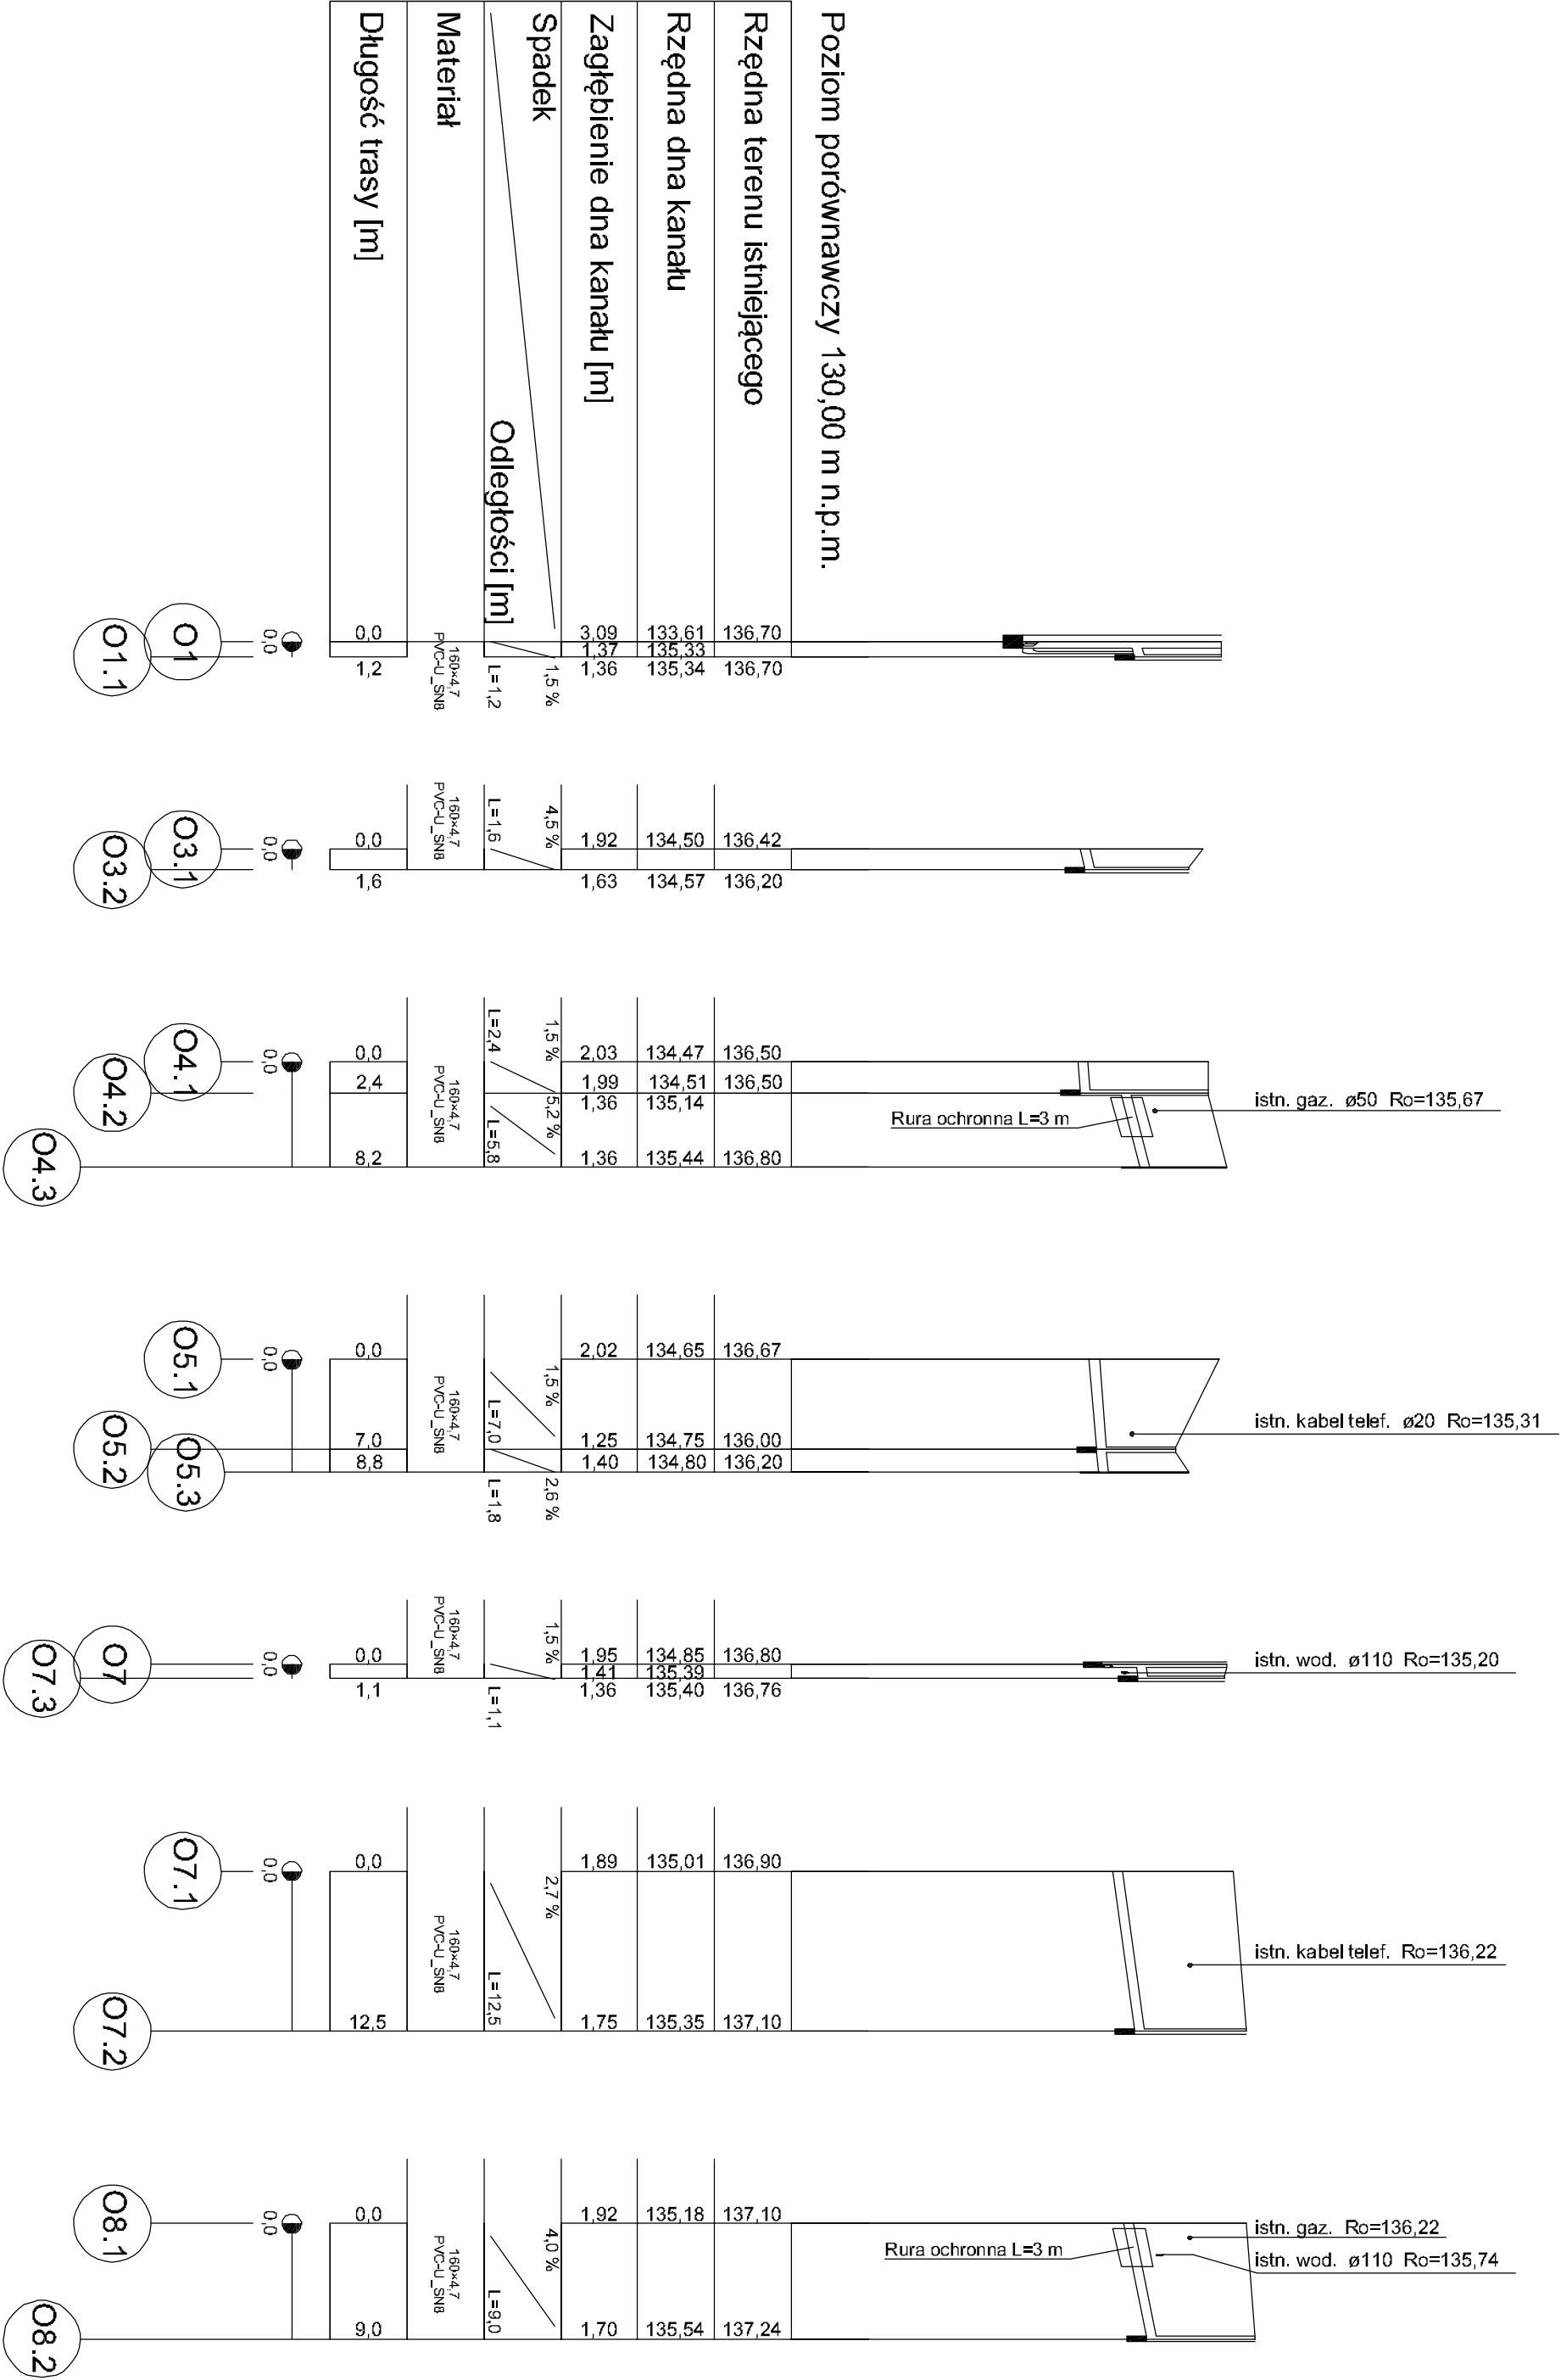 Poziom porównawczy 130,00 m n.p.m.
Rzędna terenu istniejącego
Rzędna dna kanału
Zagłębienie dna kanału [m]
Spadek
Odległości [m]
Materiał
Długość trasy [m]
136,70
133,61
3,09
135,33
1,37
136,70
135,34
1,36
1,5 %
L=1,2
160×4,7
PVC-U_SN8
0,0
1,2
0,0
O1
O1.1
136,42
134,50
1,92
136,20
134,57
1,63
4,5 %
L=1,6
160×4,7
PVC-U_SN8
0,0
1,6
0,0
O3.1
O3.2
istn. gaz. ø50 Ro=135,67
Rura ochronna L=3 m
136,50
134,47
2,03
136,50
134,51
1,99
135,14
1,36
136,80
135,44
1,36
1,5 %
L=2,4
5,2 %
L=5,8
160×4,7
PVC-U_SN8
0,0
2,4
8,2
0,0
O4.1
O4.2
O4.3
istn. kabel telef. ø20 Ro=135,31
136,67
134,65
2,02
136,00
134,75
1,25
136,20
134,80
1,40
1,5 %
L=7,0
2,6 %
L=1,8
160×4,7
PVC-U_SN8
0,0
7,0
8,8
0,0
O5.1
O5.2
O5.3
istn. wod. ø110 Ro=135,20
136,80
134,85
1,95
135,39
1,41
136,76
135,40
1,36
1,5 %
L=1,1
160×4,7
PVC-U_SN8
0,0
1,1
0,0
O7
O7.3
istn. kabel telef. Ro=136,22
136,90
135,01
1,89
137,10
135,35
1,75
2,7 %
L=12,5
160×4,7
PVC-U_SN8
0,0
12,5
0,0
O7.1
O7.2
istn. gaz. Ro=136,22
istn. wod. ø110 Ro=135,74
Rura ochronna L=3 m
137,10
135,18
1,92
137,24
135,54
1,70
4,0 %
L=9,0
160×4,7
PVC-U_SN8
0,0
9,0
0,0
O8.1
O8.2